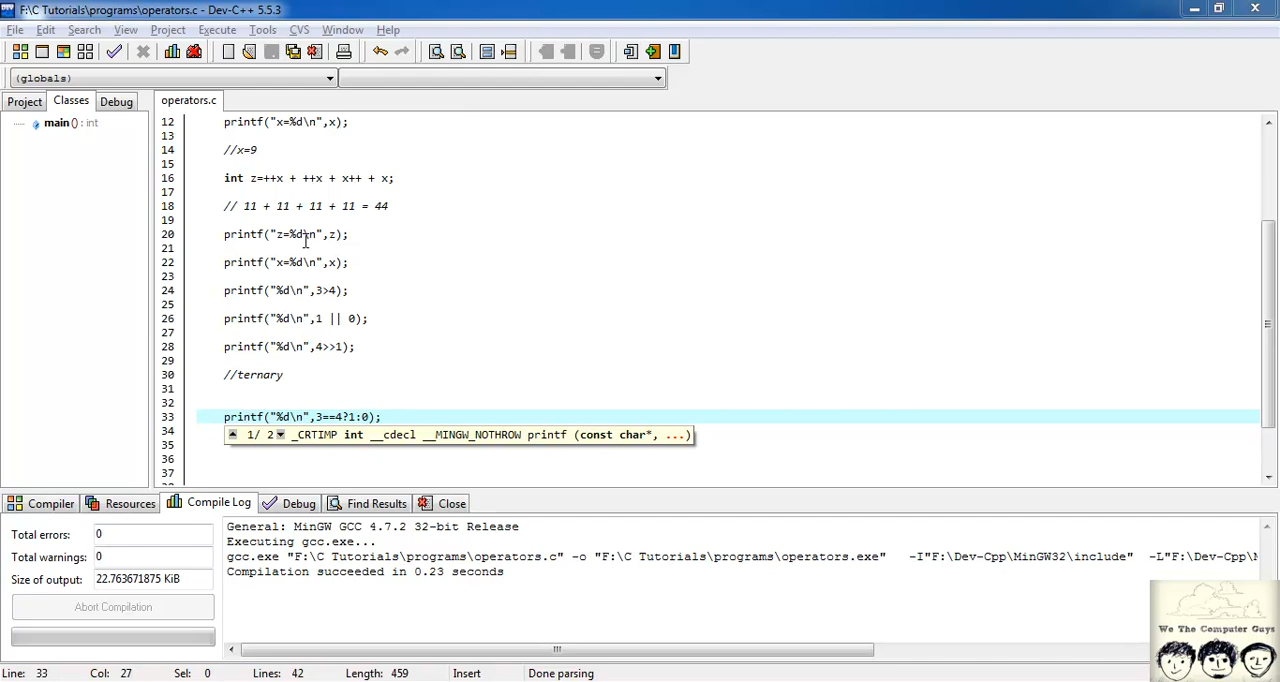 F:\C Tutorials\programs\operators.c - Dev-C++ 5.5.3
File Edit Search View Project Execute Tools CVS Window Help
(globals)
Project Classes Debug operators.c
main () : int
12 printf("x=%d\n",x);
13
14 //x=9
15
16 int z=++x + ++x + x++ + x;
17
18 // 11 + 11 + 11 + 11 = 44
19
20 printf("z=%d\n",z);
21
22 printf("x=%d\n",x);
23
24 printf("%d\n",3>4);
25
26 printf("%d\n",1 || 0);
27
28 printf("%d\n",4>>1);
29
30 //ternary
31
32
33 printf("%d\n",3==4?1:0);
34 1/ 2 _CRTIMP int __cdecl __MINGW_NOTHROW printf (const char*, ...)
35
36
37
Compiler Resources Compile Log Debug Find Results Close
Total errors: 0
Total warnings: 0
Size of output: 22.763671875 KiB
Abort Compilation
General: MinGW GCC 4.7.2 32-bit Release
Executing gcc.exe...
gcc.exe "F:\C Tutorials\programs\operators.c" -o "F:\C Tutorials\programs\operators.exe" -I"F:\Dev-Cpp\MinGW32\include" -L"F:\Dev-Cpp\M
Compilation succeeded in 0.23 seconds
We The Computer Guys
Line: 33 Col: 27 Sel: 0 Lines: 42 Length: 459 Insert Done parsing